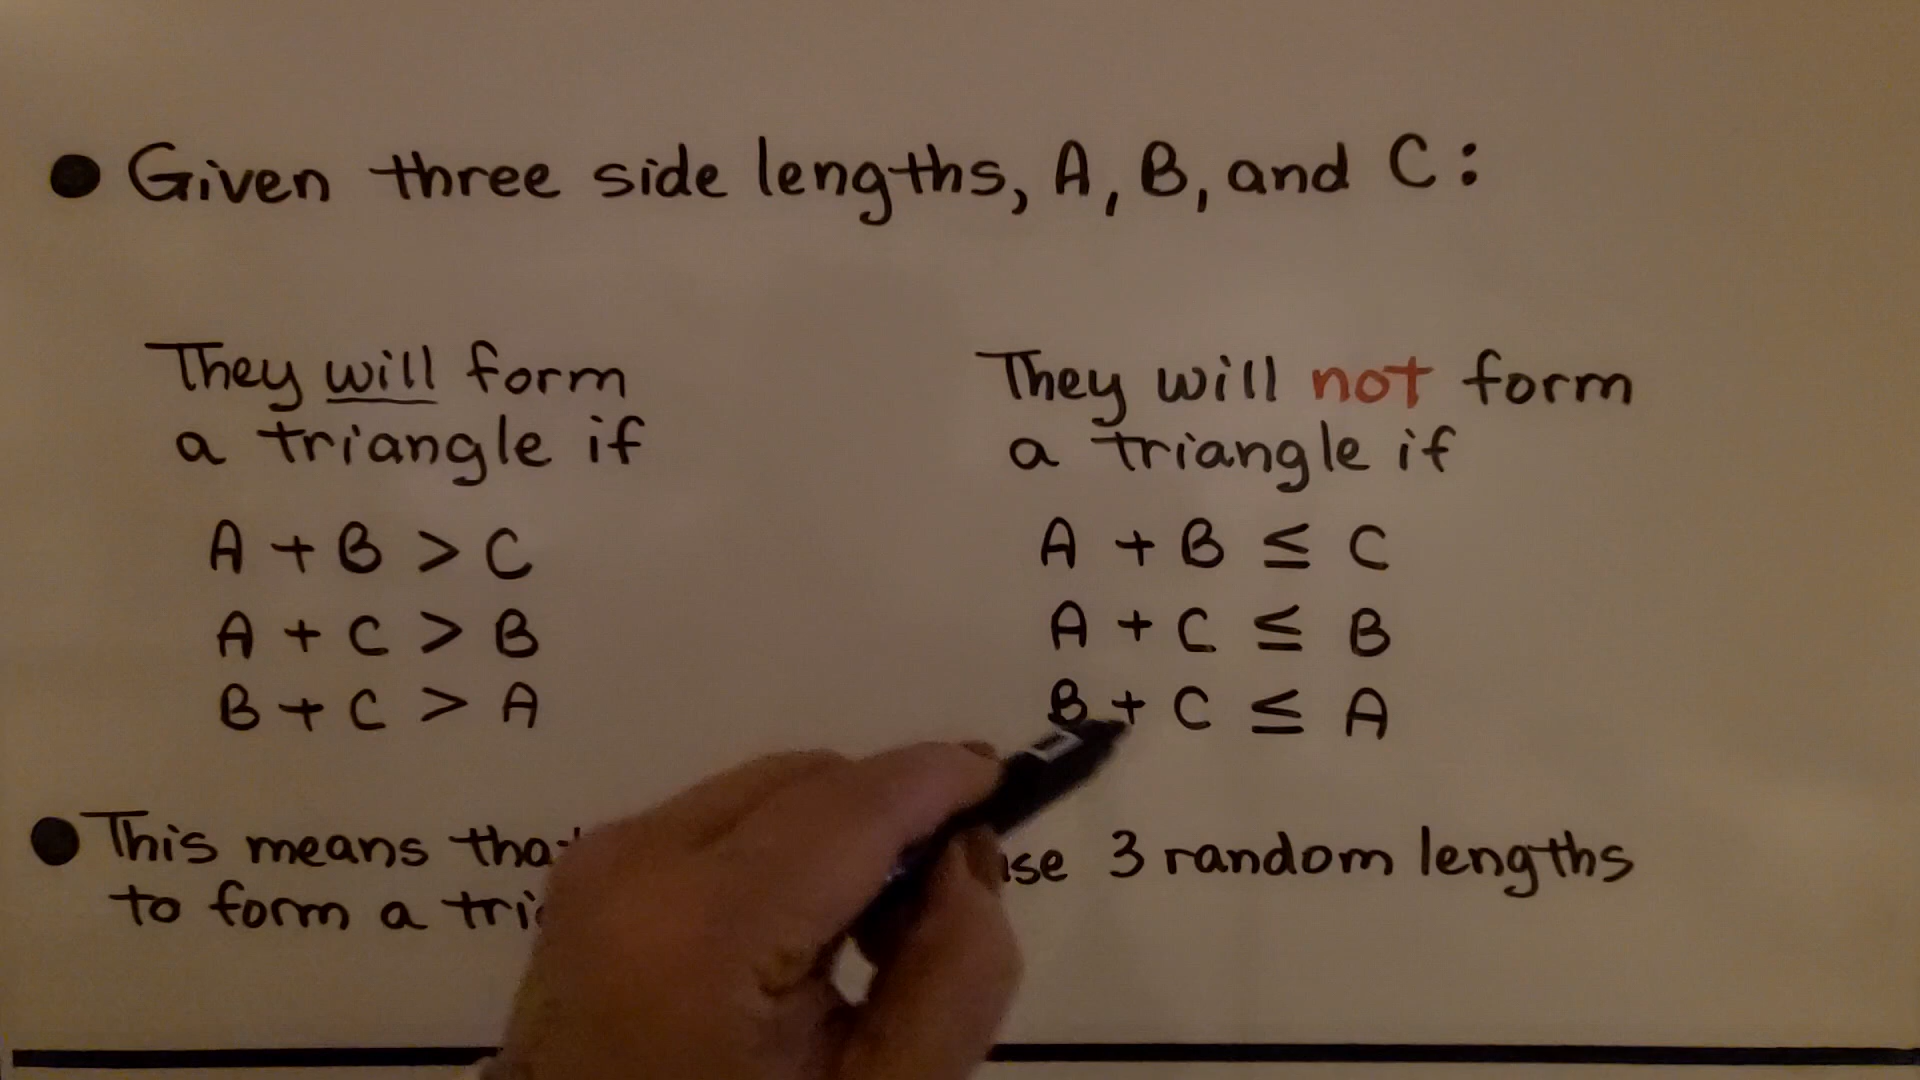 ● Given three side lengths, A, B, and C:
They will form
a triangle if
A + B > C
A + C > B
B + C > A
They will not form
a triangle if
A + B ≤ C
A + C ≤ B
B + C ≤ A
● This means 3 random lengths
to form a